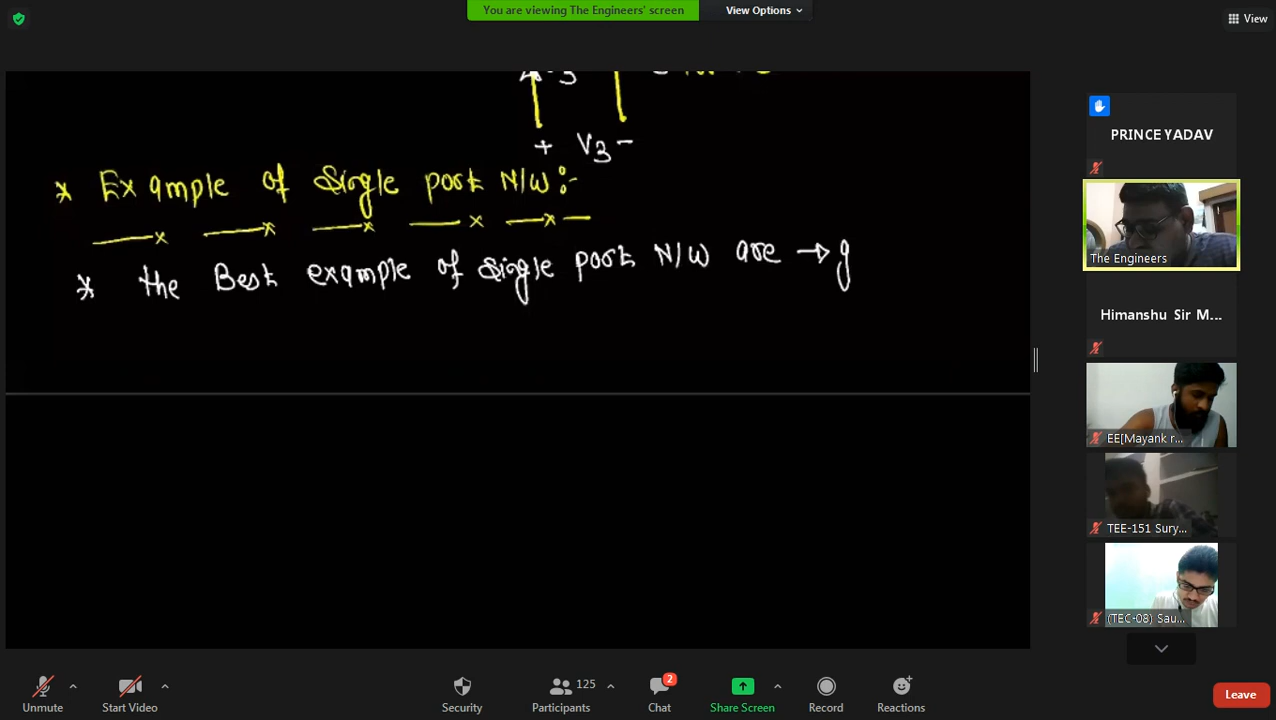 You are viewing The Engineers' screen
View Options
View
+ V3 -
* Example of Single port N/W:-
* the Best example of single port N/W are → g
PRINCE YADAV
The Engineers
Himanshu Sir M...
EE[Mayank r...
TEE-151 Sury...
(TEC-08) Sau...
Unmute
Start Video
Security
Participants
125
Chat
2
Share Screen
Record
Reactions
Leave